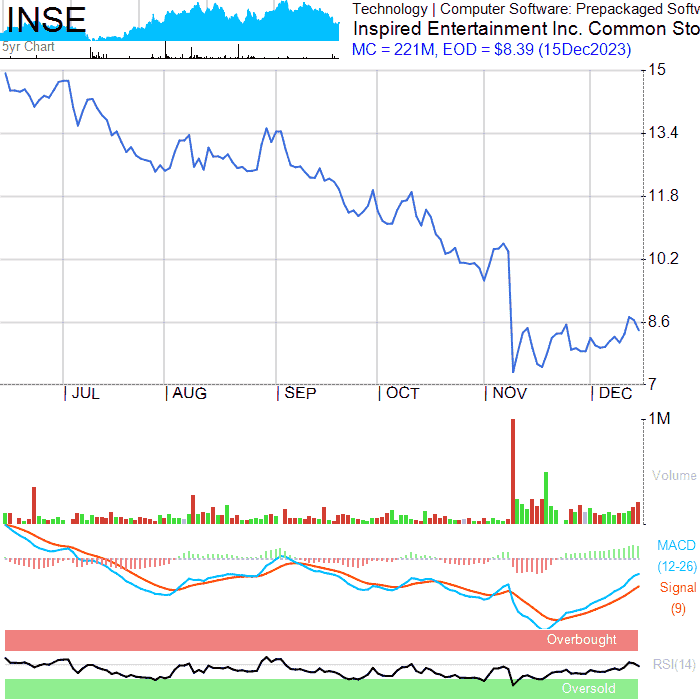 INSE
5yr Chart
Technology | Computer Software: Prepackaged Softw
Inspired Entertainment Inc. Common Sto
MC = 221M, EOD = $8.39 (15Dec2023)
15
13.4
11.8
10.2
8.6
7
JUL
AUG
SEP
OCT
NOV
DEC
1M
Volume
MACD
(12-26)
Signal
(9)
Overbought
RSI(14)
Oversold